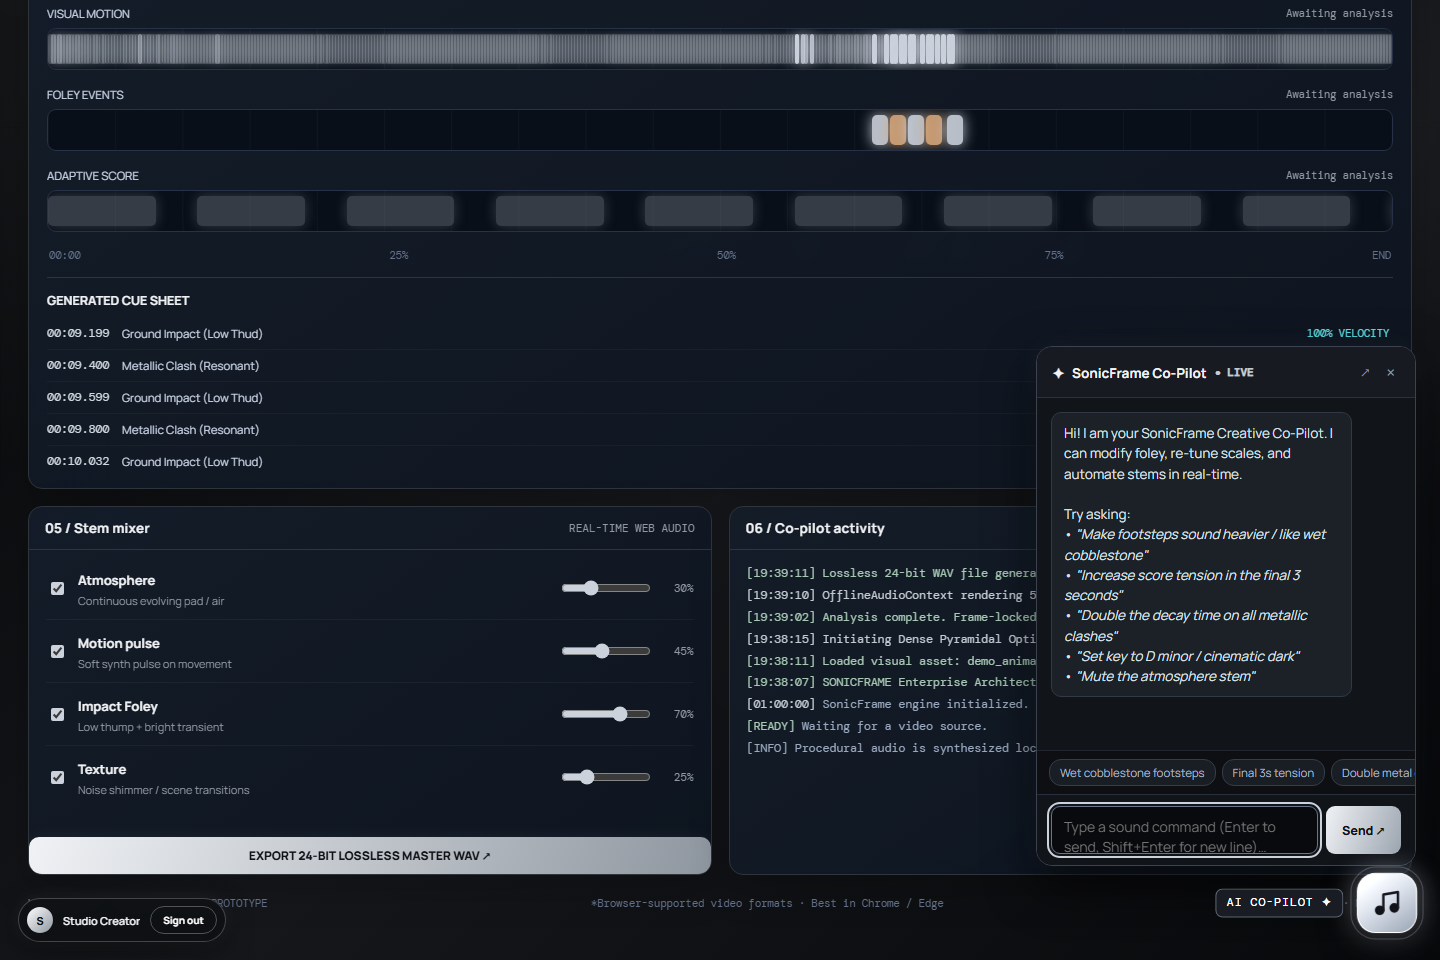 VISUAL MOTION
Awaiting analysis
FOLEY EVENTS
Awaiting analysis
ADAPTIVE SCORE
Awaiting analysis
00:00 25% 50% 75% END
GENERATED CUE SHEET
00:09.199 Ground Impact (Low Thud) 100% VELOCITY
00:09.400 Metallic Clash (Resonant)
00:09.599 Ground Impact (Low Thud)
00:09.800 Metallic Clash (Resonant)
00:10.032 Ground Impact (Low Thud)
05 / Stem mixer
REAL-TIME WEB AUDIO
Atmosphere
Continuous evolving pad / air
30%
Motion pulse
Soft synth pulse on movement
45%
Impact Foley
Low thump + bright transient
70%
Texture
Noise shimmer / scene transitions
25%
EXPORT 24-BIT LOSSLESS MASTER WAV ↗
06 / Co-pilot activity
[19:39:11] Lossless 24-bit WAV file genera
[19:39:10] OfflineAudioContext rendering 5
[19:39:02] Analysis complete. Frame-locked
[19:38:15] Initiating Dense Pyramidal Opti
[19:38:11] Loaded visual asset: demo_anima
[19:38:07] SONICFRAME Enterprise Architect
[01:00:00] SonicFrame engine initialized.
[READY] Waiting for a video source.
[INFO] Procedural audio is synthesized loc
✦ SonicFrame Co-Pilot • LIVE ↗ ×
Hi! I am your SonicFrame Creative Co-Pilot. I
can modify foley, re-tune scales, and
automate stems in real-time.
Try asking:
• "Make footsteps sound heavier / like wet
cobblestone"
• "Increase score tension in the final 3
seconds"
• "Double the decay time on all metallic
clashes"
• "Set key to D minor / cinematic dark"
• "Mute the atmosphere stem"
Wet cobblestone footsteps
Final 3s tension
Double metal
Type a sound command (Enter to
send, Shift+Enter for new line)…
Send ↗
S Studio Creator Sign out
ROTOTYPE
*Browser-supported video formats · Best in Chrome / Edge
AI CO-PILOT ✦